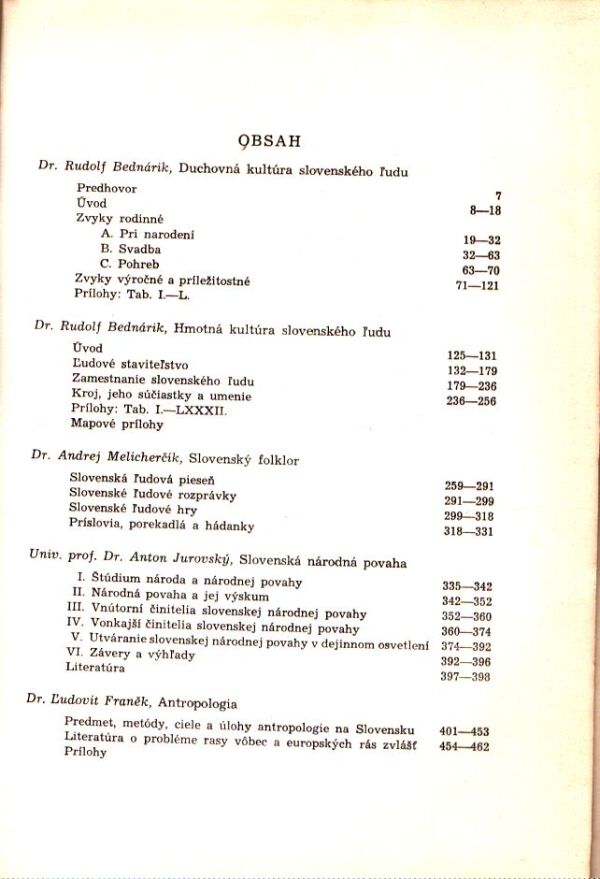 OBSAH
Dr. Rudolf Bednárik, Duchovná kultúra slovenského ľudu
Predhovor 7
Úvod 8—18
Zvyky rodinné
A. Pri narodení 19—32
B. Svadba 32—63
C. Pohreb 63—70
Zvyky výročné a príležitostné 71—121
Prílohy: Tab. I.—L.
Dr. Rudolf Bednárik, Hmotná kultúra slovenského ľudu
Úvod 125—131
Ľudové staviteľstvo 132—179
Zamestnanie slovenského ľudu 179—236
Kroj, jeho súčiastky a umenie 236—256
Prílohy: Tab. I.—LXXXII.
Mapové prílohy
Dr. Andrej Melicherčík, Slovenský folklor
Slovenská ľudová pieseň 259—291
Slovenské ľudové rozprávky 291—299
Slovenské ľudové hry 299—318
Príslovia, porekadlá a hádanky 318—331
Univ. prof. Dr. Anton Jurovský, Slovenská národná povaha
I. Štúdium národa a národnej povahy 335—342
II. Národná povaha a jej výskum 342—352
III. Vnútorní činitelia slovenskej národnej povahy 352—360
IV. Vonkajší činitelia slovenskej národnej povahy 360—374
V. Utváranie slovenskej národnej povahy v dejinnom osvetlení 374—392
VI. Závery a výhľady 392—396
Literatúra 397—398
Dr. Ľudovít Franěk, Antropologia
Predmet, metódy, ciele a úlohy antropologie na Slovensku 401—453
Literatúra o probléme rasy vôbec a europských rás zvlášť 454—462
Prílohy